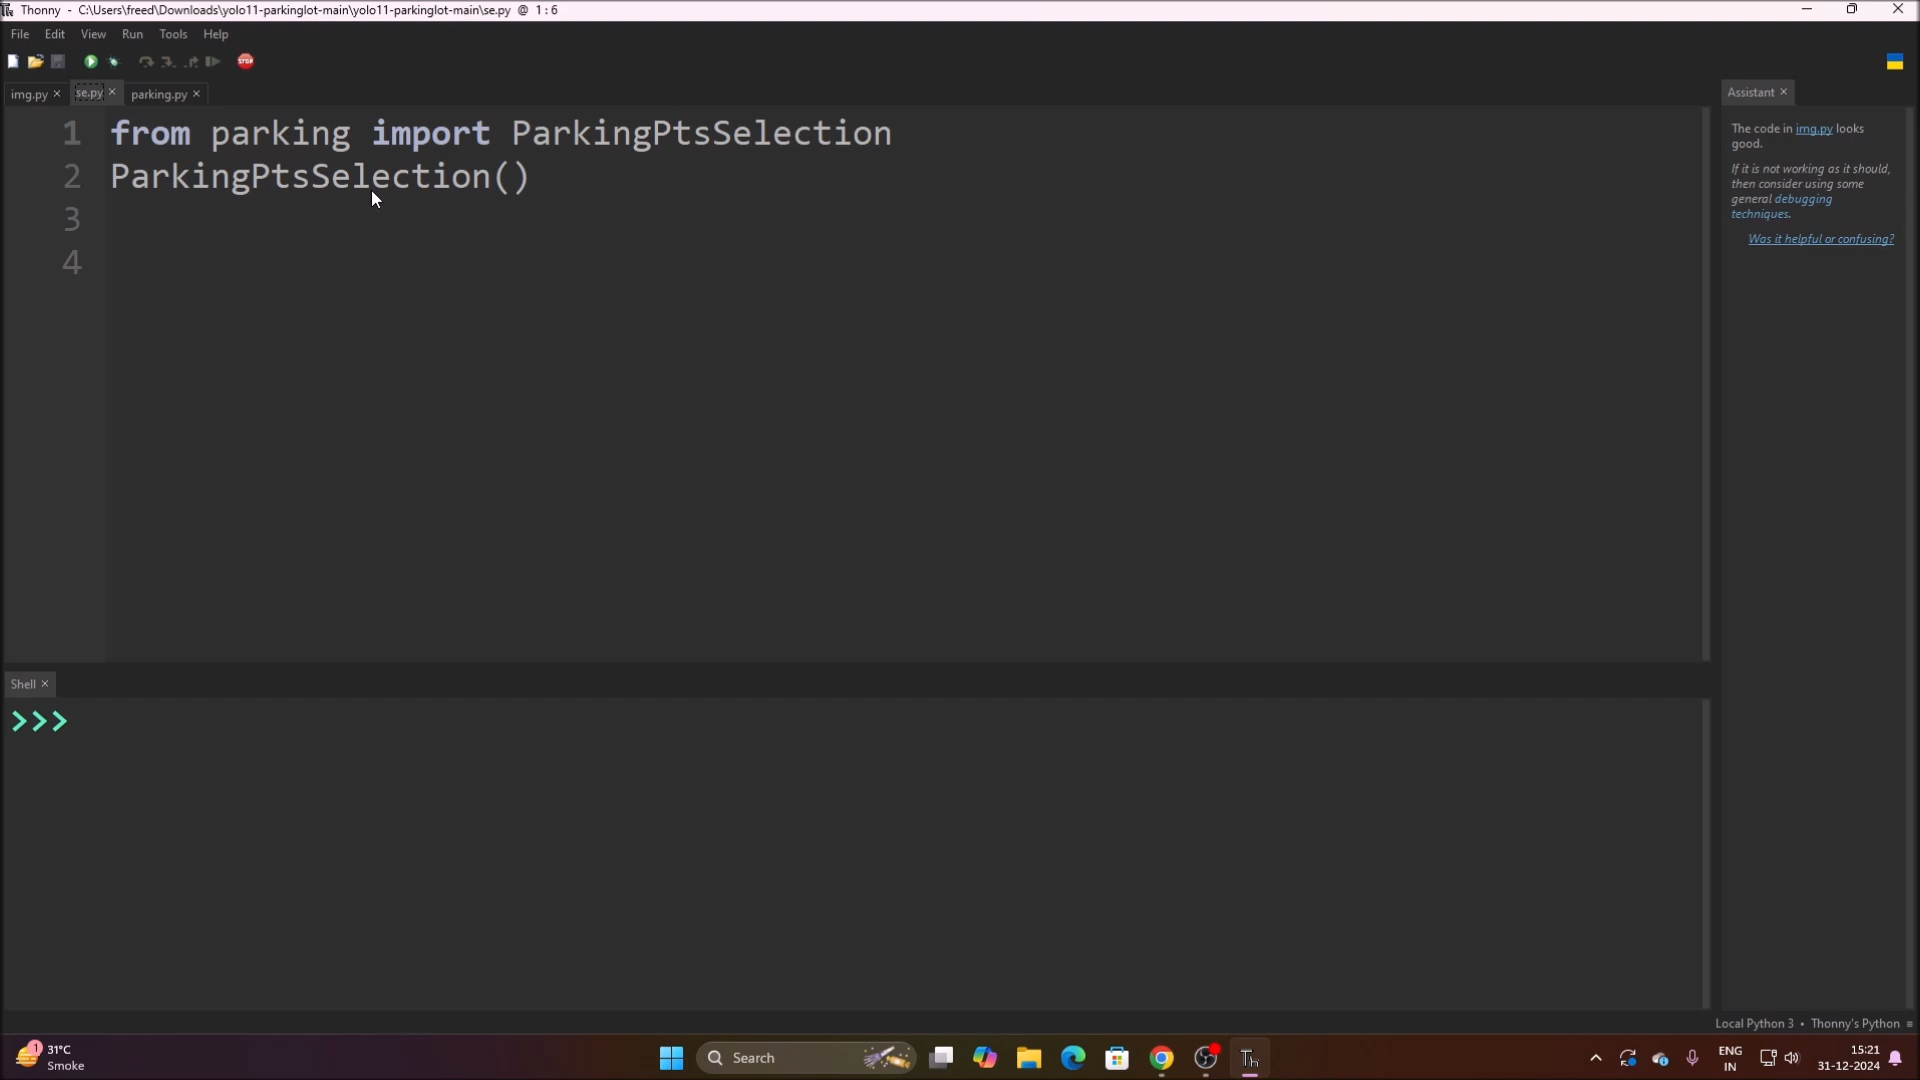 Thonny - C:\Users\freed\Downloads\yolo11-parkinglot-main\yolo11-parkinglot-main\se.py @ 1 : 6
File Edit View Run Tools Help
STOP
img.py × se.py × parking.py ×
1 from parking import ParkingPtsSelection
2 ParkingPtsSelection()
3
4
Assistant ×
The code in img.py looks
good.
If it is not working as it should,
then consider using some
general debugging
techniques.
Was it helpful or confusing?
Shell ×
>>>
Local Python 3 • Thonny's Python ≡
1
31°C
Smoke
Search
Th
ENG
IN
15:21
31-12-2024